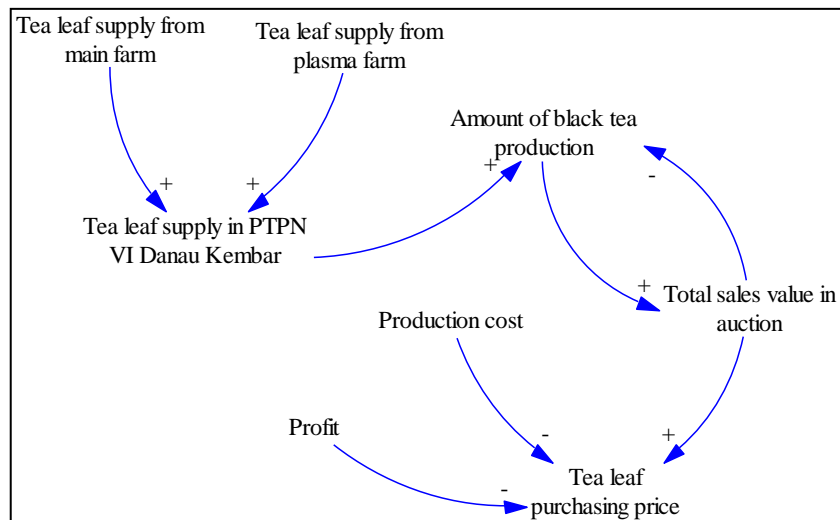 Tea leaf supply from
main farm
Tea leaf supply from
plasma farm
Amount of black tea
production
+
-
+
+
Tea leaf supply in PTPN
VI Danau Kembar
+
Total sales value in
auction
Production cost
Profit
-
+
-
Tea leaf
purchasing price